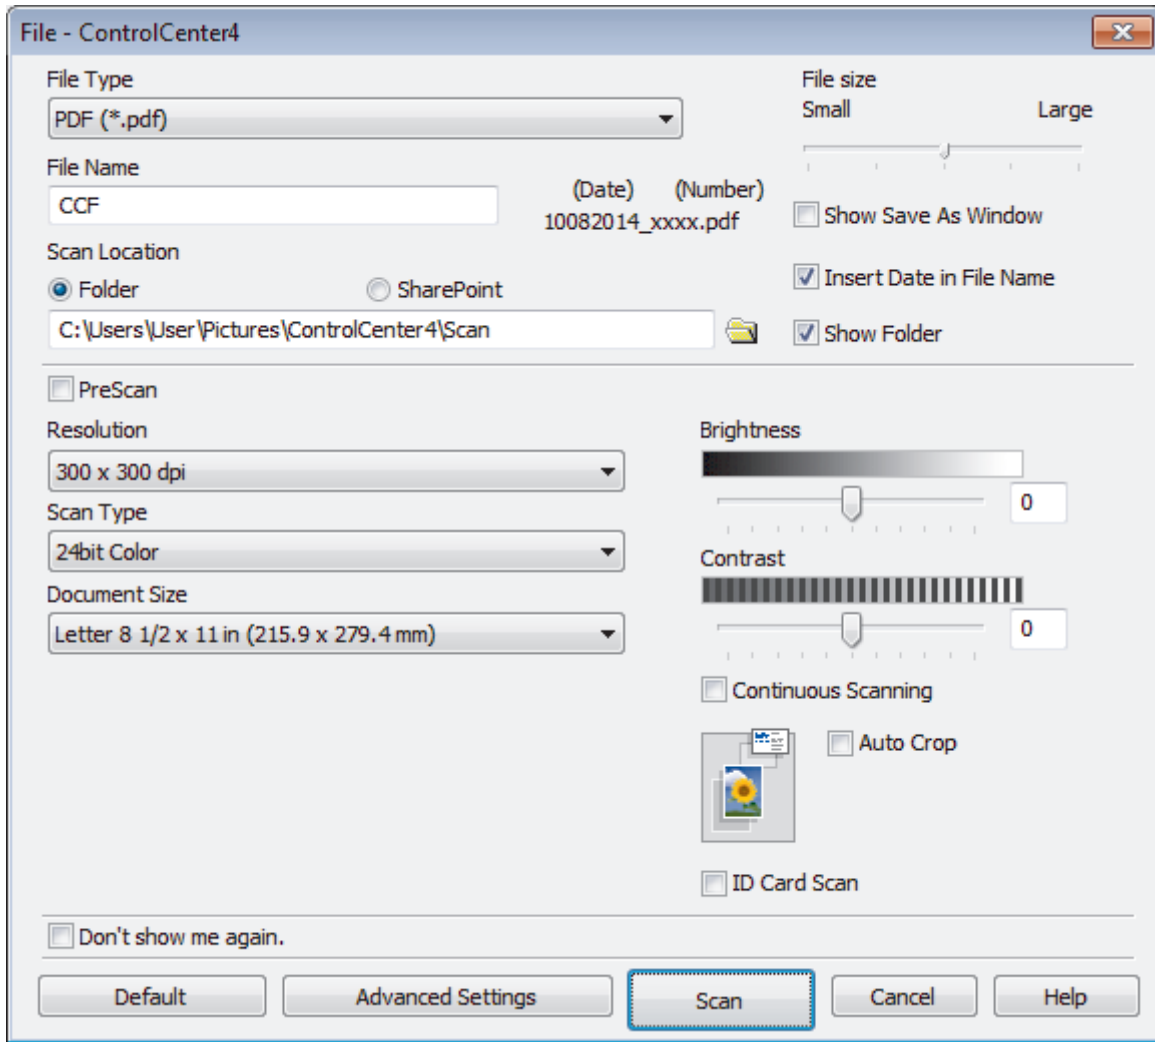 File - ControlCenter4
File Type
PDF (*.pdf)
File size
Small Large
File Name
CCF
(Date) (Number)
10082014_xxxx.pdf
Show Save As Window
Scan Location
Folder SharePoint
Insert Date in File Name
C:\Users\User\Pictures\ControlCenter4\Scan
Show Folder
PreScan
Resolution
300 x 300 dpi
Scan Type
24bit Color
Document Size
Letter 8 1/2 x 11 in (215.9 x 279.4 mm)
Brightness
0
Contrast
0
Continuous Scanning
Auto Crop
ID Card Scan
Don't show me again.
Default Advanced Settings Scan Cancel Help